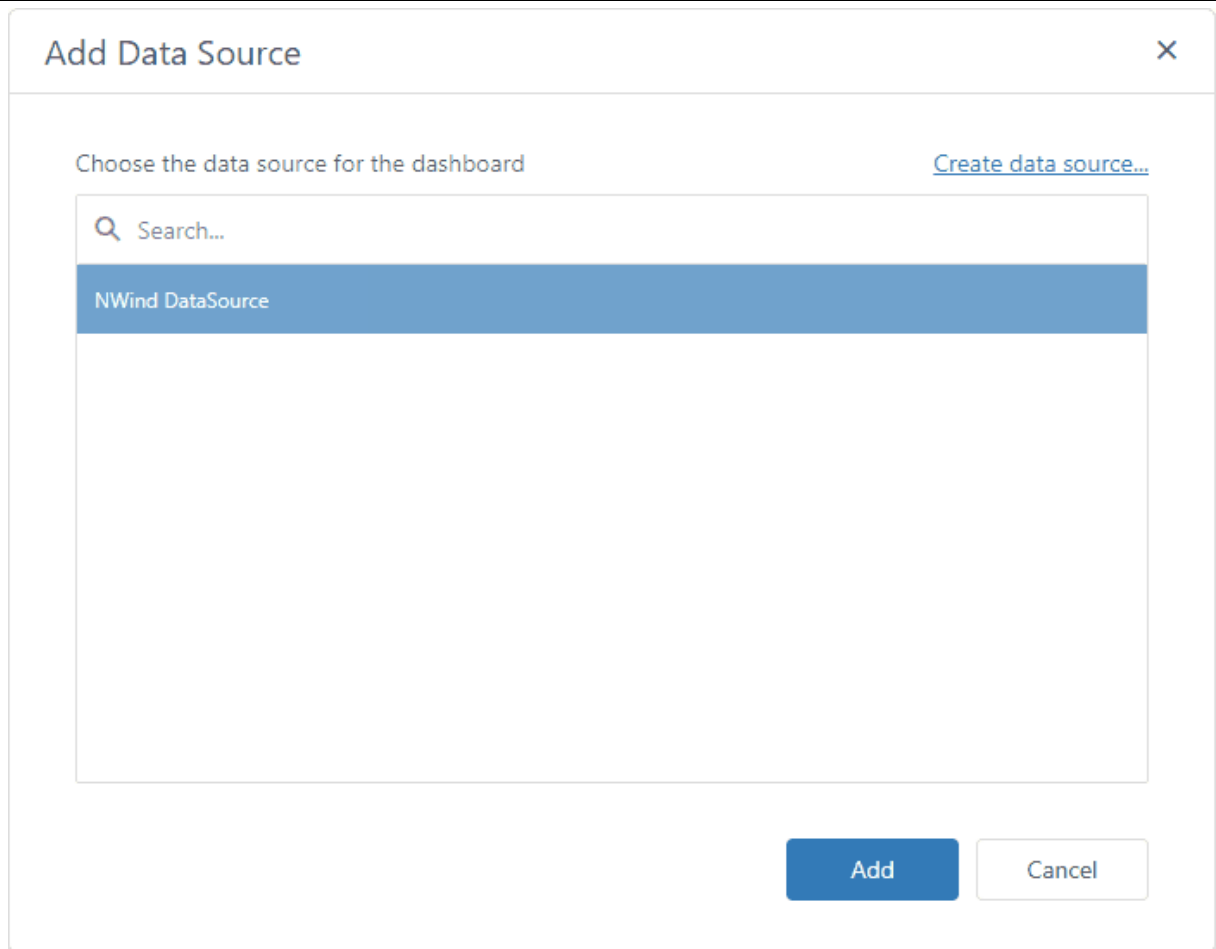 Add Data Source
Choose the data source for the dashboard
Create data source...
Search...
NWind DataSource
Add
Cancel